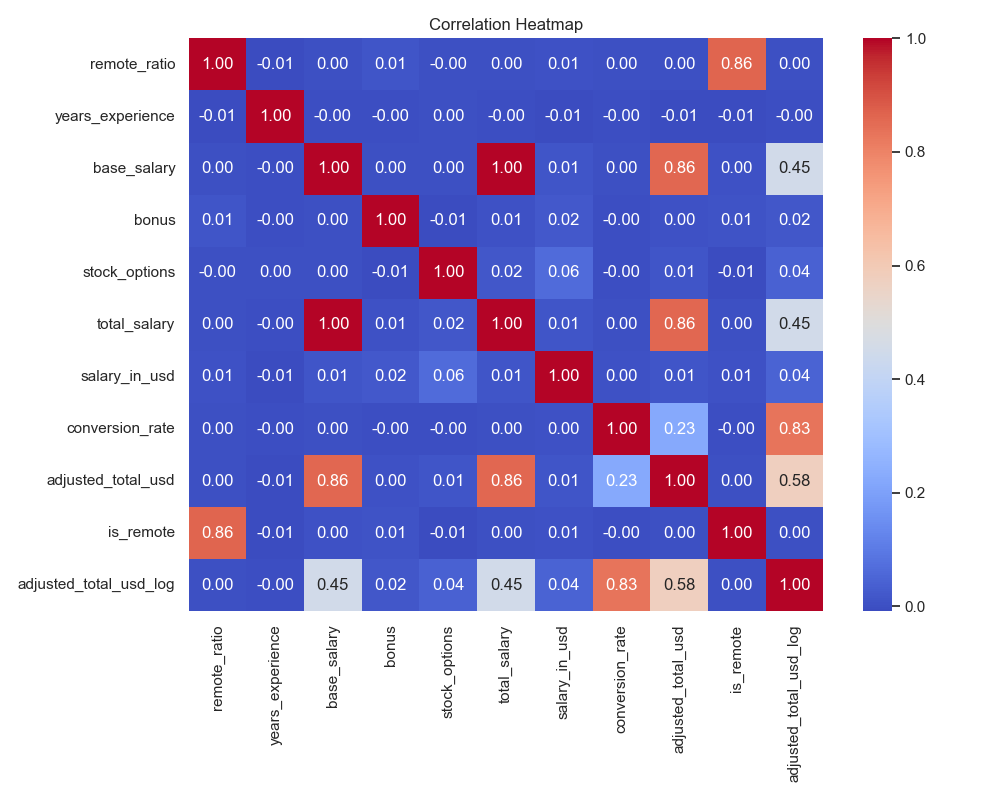 Correlation Heatmap
remote_ratio 1.00 -0.01 0.00 0.01 -0.00 0.00 0.01 0.00 0.00 0.86 0.00
years_experience -0.01 1.00 -0.00 -0.00 0.00 -0.00 -0.01 -0.00 -0.01 -0.01 -0.00
base_salary 0.00 -0.00 1.00 0.00 0.00 1.00 0.01 0.00 0.86 0.00 0.45
bonus 0.01 -0.00 0.00 1.00 -0.01 0.01 0.02 -0.00 0.00 0.01 0.02
stock_options -0.00 0.00 0.00 -0.01 1.00 0.02 0.06 -0.00 0.01 -0.01 0.04
total_salary 0.00 -0.00 1.00 0.01 0.02 1.00 0.01 0.00 0.86 0.00 0.45
salary_in_usd 0.01 -0.01 0.01 0.02 0.06 0.01 1.00 0.00 0.01 0.01 0.04
conversion_rate 0.00 -0.00 0.00 -0.00 -0.00 0.00 0.00 1.00 0.23 -0.00 0.83
adjusted_total_usd 0.00 -0.01 0.86 0.00 0.01 0.86 0.01 0.23 1.00 0.00 0.58
is_remote 0.86 -0.01 0.00 0.01 -0.01 0.00 0.01 -0.00 0.00 1.00 0.00
adjusted_total_usd_log 0.00 -0.00 0.45 0.02 0.04 0.45 0.04 0.83 0.58 0.00 1.00
remote_ratio
years_experience
base_salary
bonus
stock_options
total_salary
salary_in_usd
conversion_rate
adjusted_total_usd
is_remote
adjusted_total_usd_log
1.0
0.8
0.6
0.4
0.2
0.0